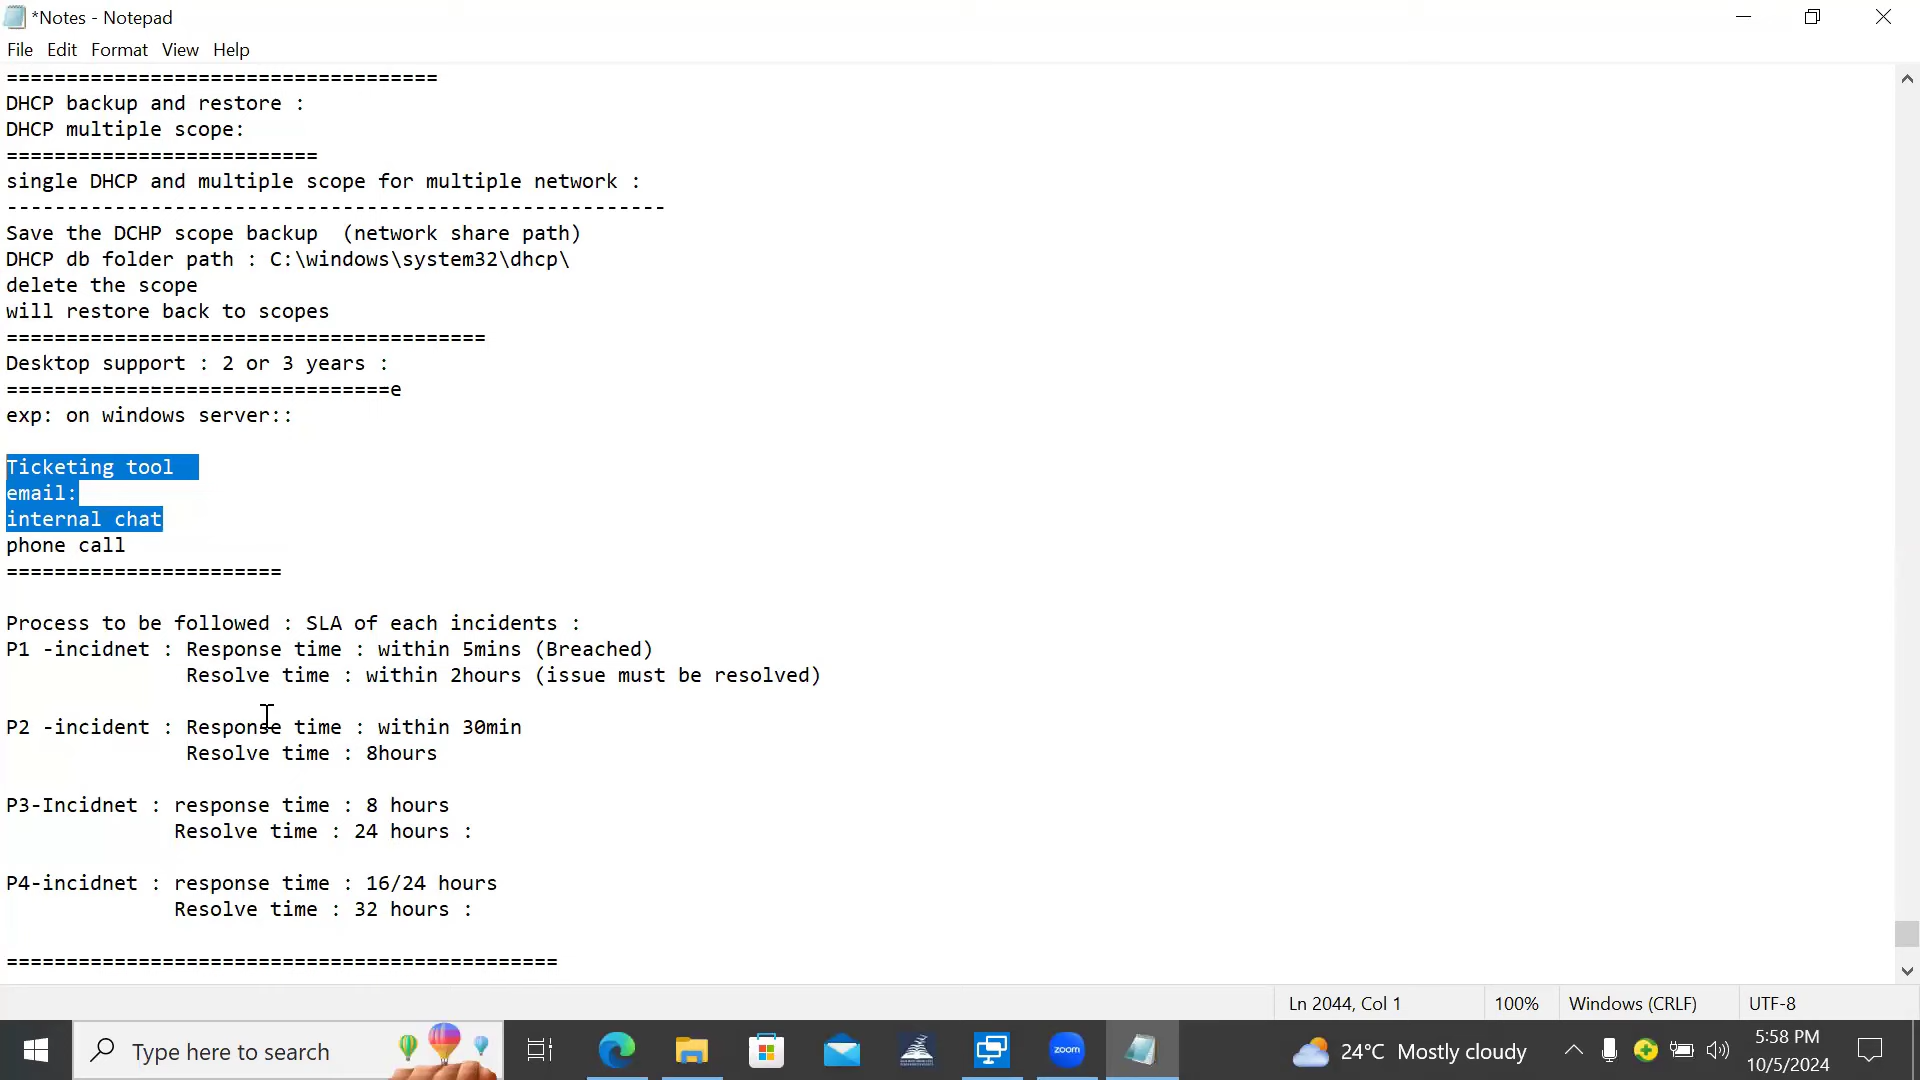 *Notes - Notepad
File Edit Format View Help
====================================
DHCP backup and restore :
DHCP multiple scope:
==========================
single DHCP and multiple scope for multiple network :
-------------------------------------------------------
Save the DCHP scope backup  (network share path)
DHCP db folder path : C:\windows\system32\dhcp\
delete the scope
will restore back to scopes
========================================
Desktop support : 2 or 3 years :
================================e
exp: on windows server::
Ticketing tool
email:
internal chat
phone call
=======================
Process to be followed : SLA of each incidents :
P1 -incidnet : Response time : within 5mins (Breached)
Resolve time : within 2hours (issue must be resolved)
P2 -incident : Response time : within 30min
Resolve time : 8hours
P3-Incidnet : response time : 8 hours
Resolve time : 24 hours :
P4-incidnet : response time : 16/24 hours
Resolve time : 32 hours :
==============================================
Ln 2044, Col 1 100% Windows (CRLF) UTF-8
Type here to search zoom 24°C Mostly cloudy 5:58 PM
10/5/2024